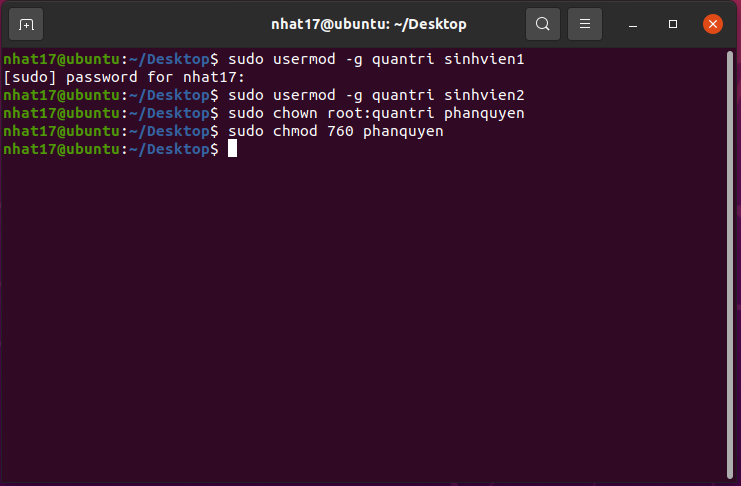 nhat17@ubuntu: ~/Desktop
nhat17@ubuntu:~/Desktop$ sudo usermod -g quantri sinhvien1
[sudo] password for nhat17:
nhat17@ubuntu:~/Desktop$ sudo usermod -g quantri sinhvien2
nhat17@ubuntu:~/Desktop$ sudo chown root:quantri phanquyen
nhat17@ubuntu:~/Desktop$ sudo chmod 760 phanquyen
nhat17@ubuntu:~/Desktop$